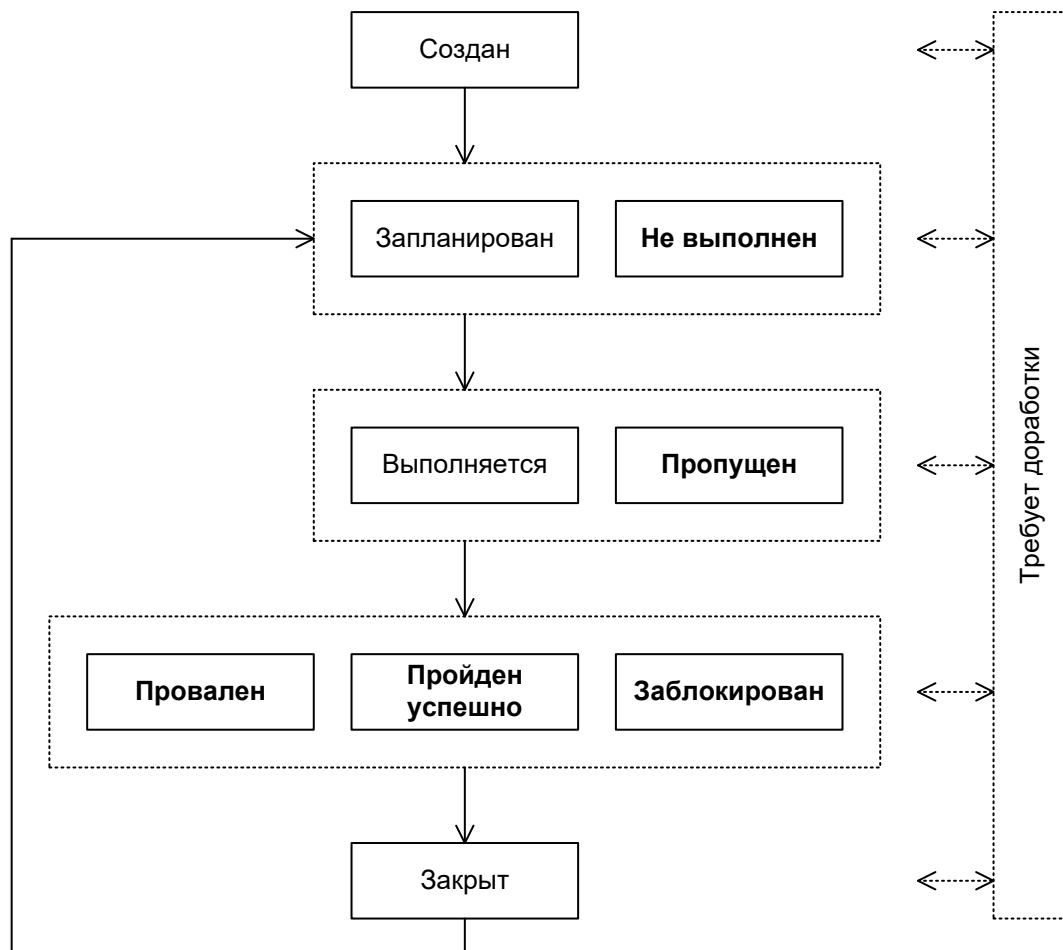 Создан
Запланирован
Не выполнен
Выполняется
Пропущен
Провален
Пройден
успешно
Заблокирован
Закрыт
Требует доработки